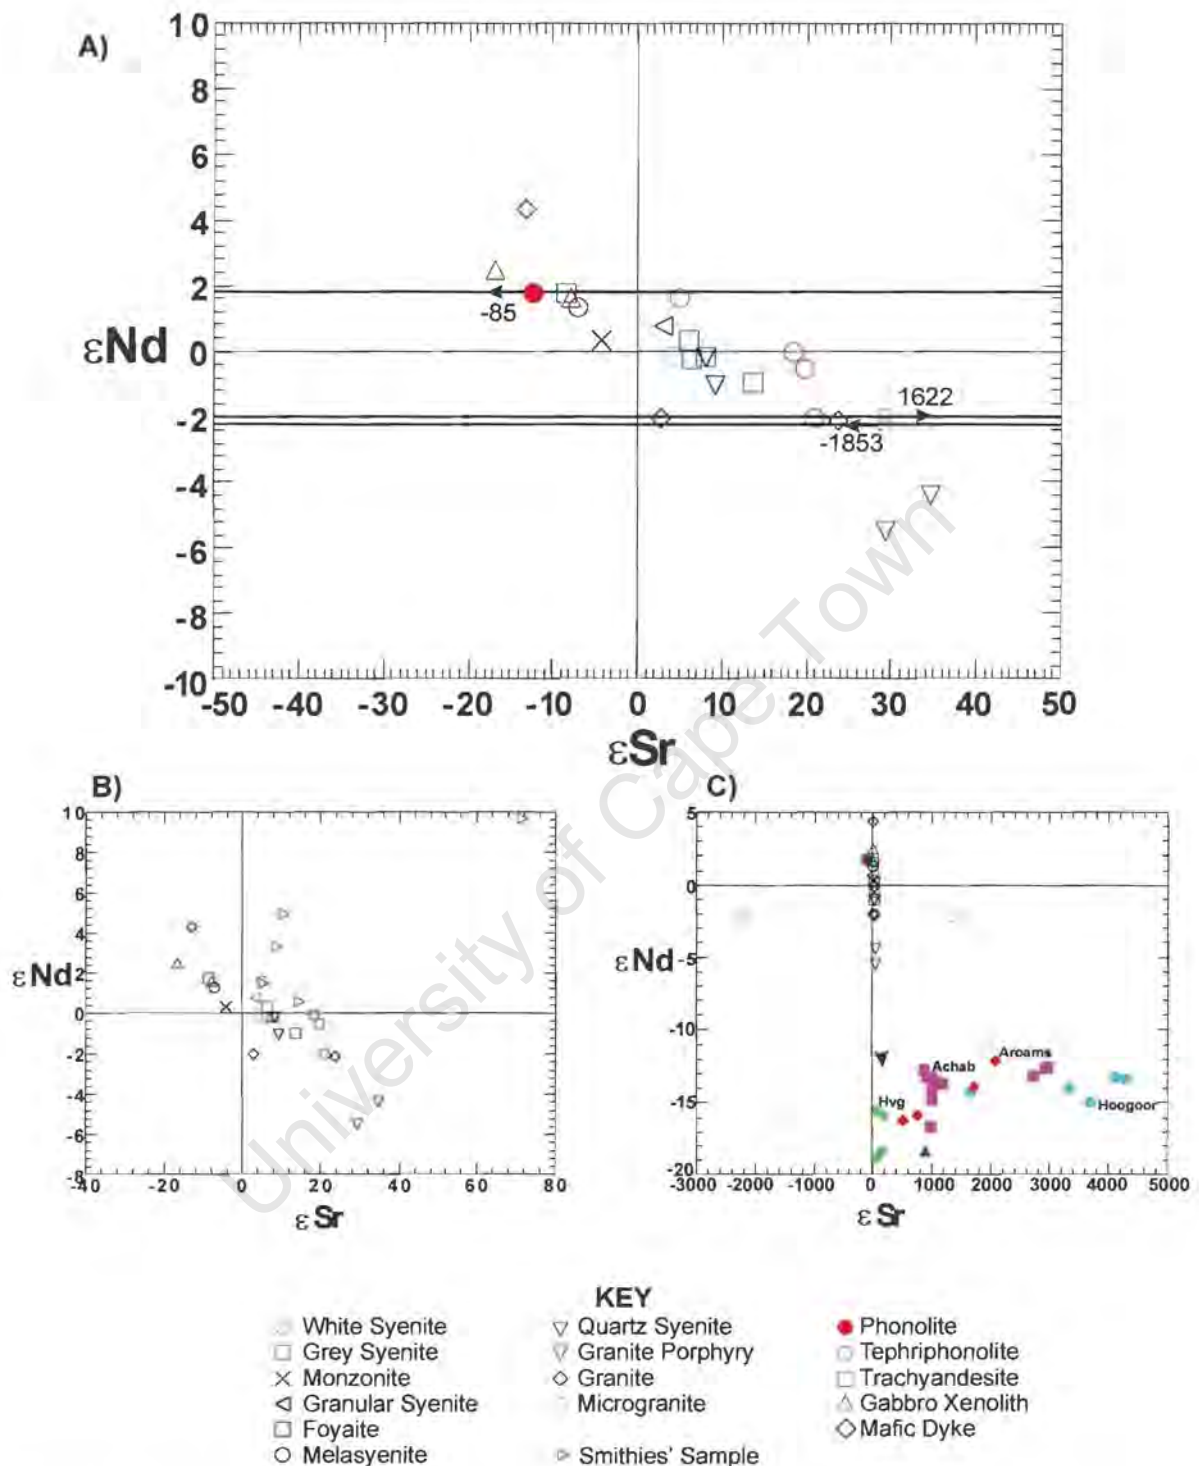 A)
10
8
6
4
2
0
-2
-4
-6
-8
-10
εNd
-85
1622
-1853
-50 -40 -30 -20 -10 0 10 20 30 40 50
εSr
B)
10
8
6
4
2
0
-2
-4
-6
-8
εNd
-40 -20 0 20 40 60 80
εSr
C)
5
0
-5
-10
-15
-20
εNd
Achab
Aroams
Hvg
Hoogoor
-3000 -2000 -1000 0 1000 2000 3000 4000 5000
εSr
University of Cape Town
KEY
White Syenite
Grey Syenite
Monzonite
Granular Syenite
Foyaite
Melasyenite
Quartz Syenite
Granite Porphyry
Granite
Microgranite
Smithies' Sample
Phonolite
Tephriphonolite
Trachyandesite
Gabbro Xenolith
Mafic Dyke